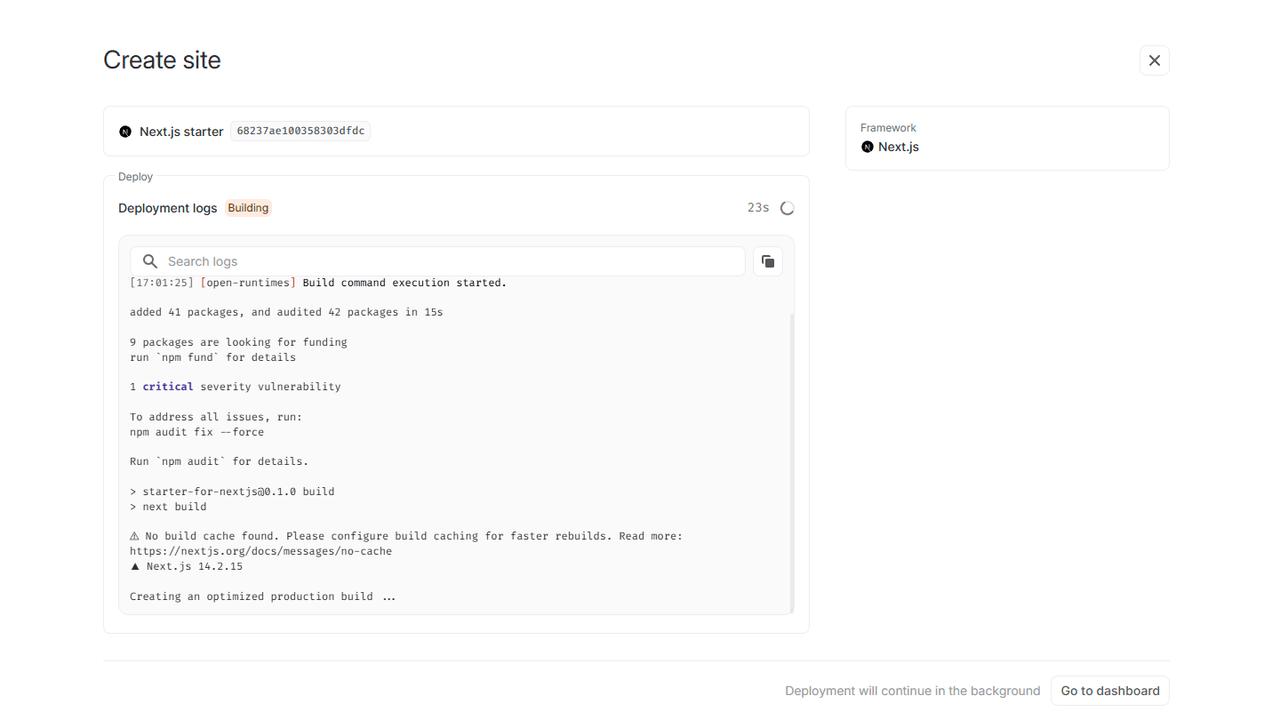 Create site
Next.js starter 68237ae100358303dfdc
Framework
Next.js
Deploy
Deployment logs Building 23s
Search logs
[17:01:25] [open-runtimes] Build command execution started.
added 41 packages, and audited 42 packages in 15s
9 packages are looking for funding
run `npm fund` for details
1 critical severity vulnerability
To address all issues, run:
npm audit fix --force
Run `npm audit` for details.
> starter-for-nextjs@0.1.0 build
> next build
⚠ No build cache found. Please configure build caching for faster rebuilds. Read more:
https://nextjs.org/docs/messages/no-cache
▲ Next.js 14.2.15
Creating an optimized production build ...
Deployment will continue in the background Go to dashboard